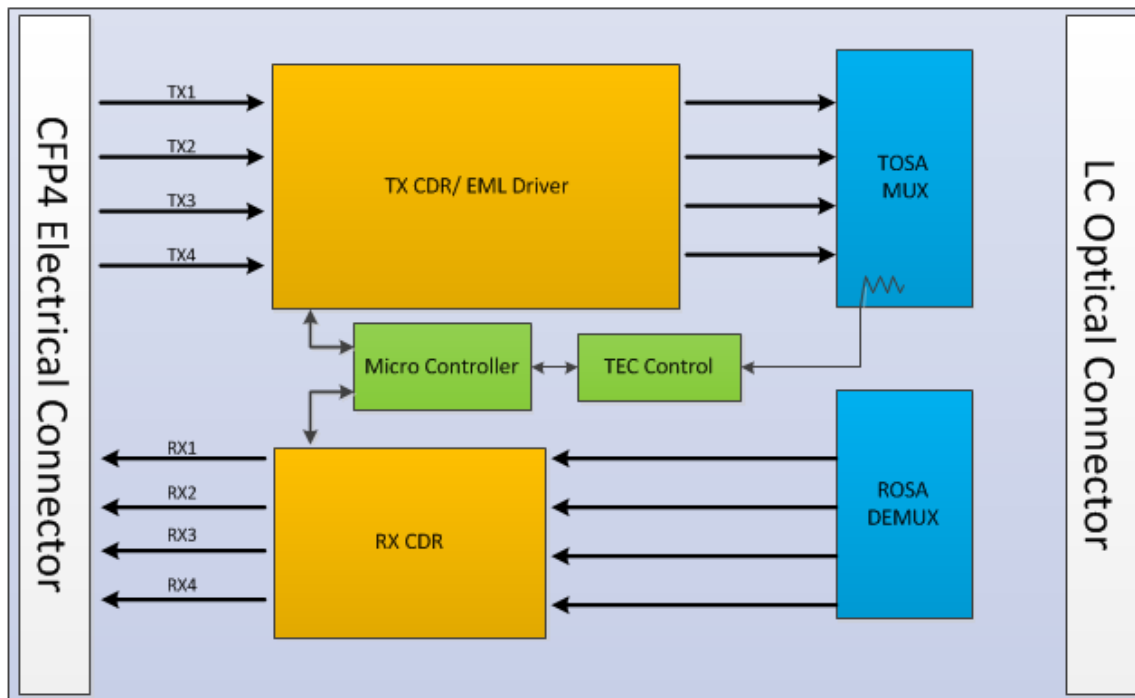 CFP4 Electrical Connector
TX1
TX2
TX3
TX4
TX CDR/ EML Driver
TOSA
MUX
LC Optical Connector
Micro Controller
TEC Control
RX1
RX2
RX3
RX4
RX CDR
ROSA
DEMUX